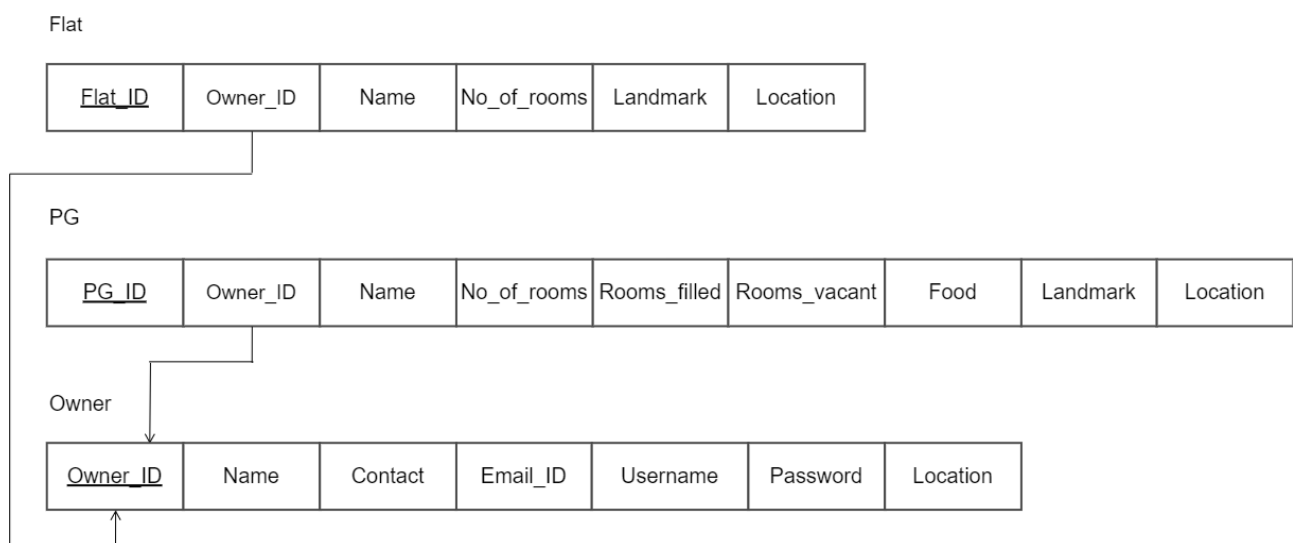 Flat
Flat_ID Owner_ID Name No_of_rooms Landmark Location
PG
PG_ID Owner_ID Name No_of_rooms Rooms_filled Rooms_vacant Food Landmark Location
Owner
Owner_ID Name Contact Email_ID Username Password Location